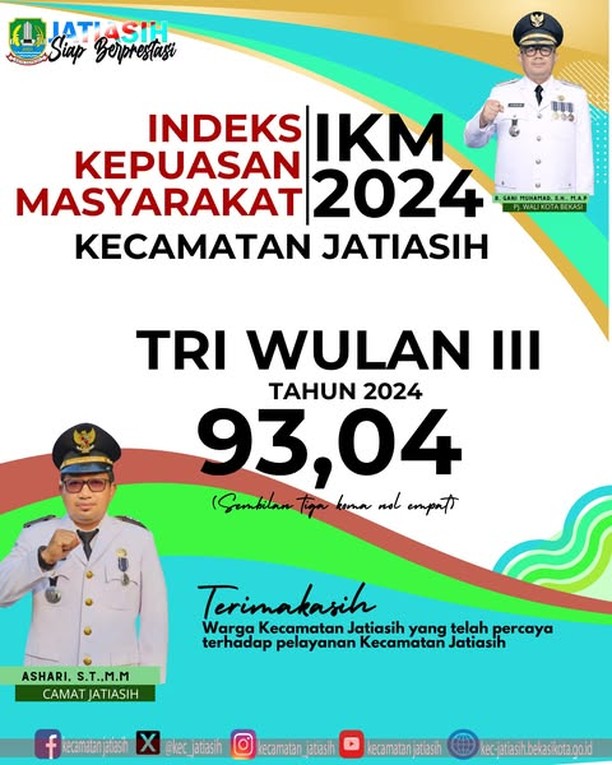 JATIASIH
Siap Berprestasi
R. GANI MUHAMAD, S.H., M.A.P
Pj. WALI KOTA BEKASI
INDEKS
KEPUASAN
MASYARAKAT
IKM
2024
KECAMATAN JATIASIH
TRI WULAN III
TAHUN 2024
93,04
(Sembilan tiga koma nol empat)
Terimakasih
Warga Kecamatan Jatiasih yang telah percaya
terhadap pelayanan Kecamatan Jatiasih
ASHARI, S.T.,M.M
CAMAT JATIASIH
kecamatan jatiasih @kec_jatiasih kecamatan_jatiasih kecamatan jatiasih kec-jatiasih.bekasikota.go.id